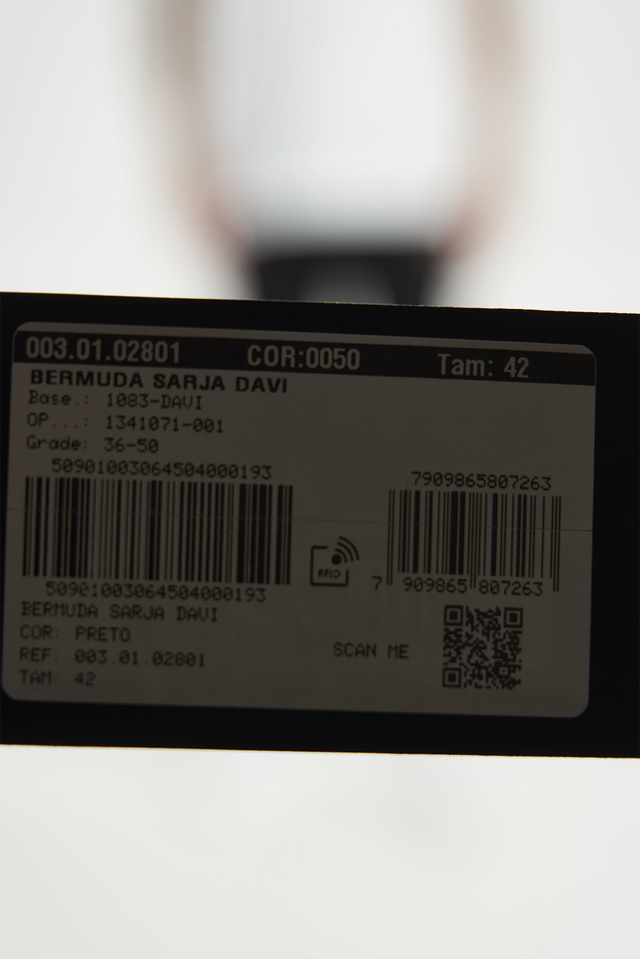 003.01.02801 COR:0050 Tam: 42
BERMUDA SARJA DAVI
Base.: 1083-DAVI
OP...: 1341071-001
Grade: 36-50
50901003064504000193
7909865807263
RFID
50901003064504000193
7 909865 807263
BERMUDA SARJA DAVI
COR: PRETO
REF: 003.01.02801
TAM: 42
SCAN ME